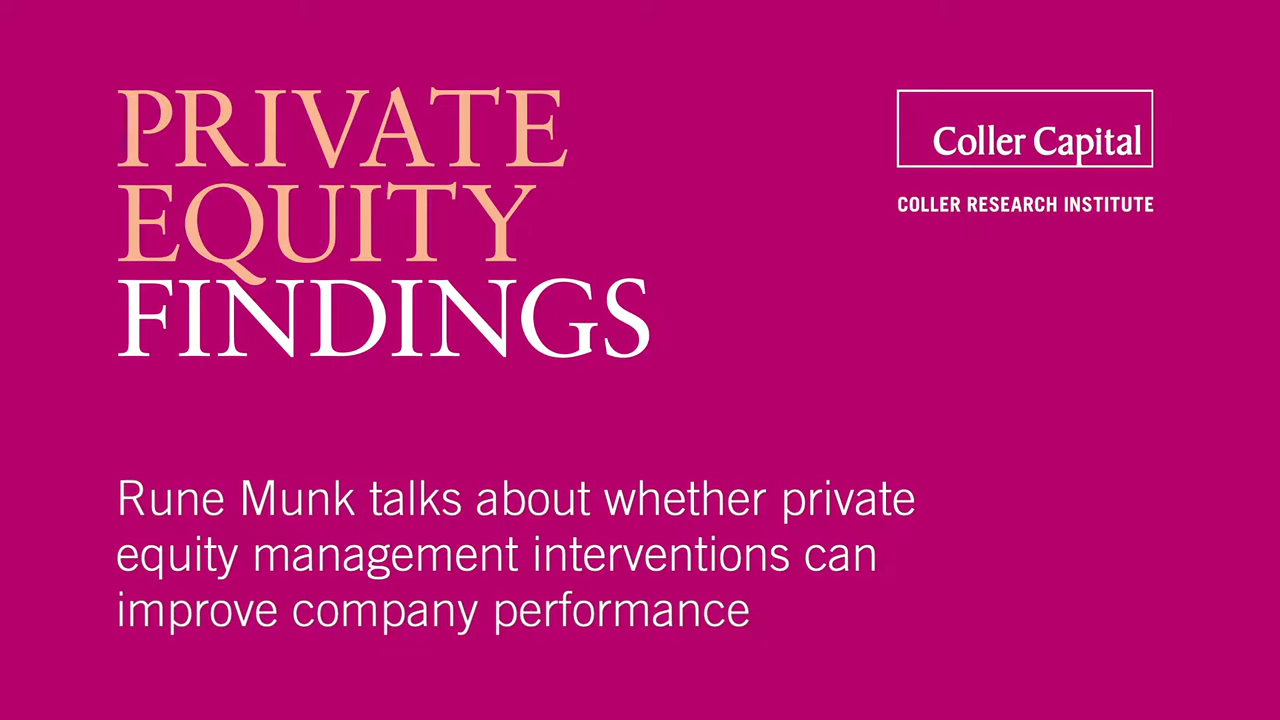 PRIVATE
EQUITY
FINDINGS
Coller Capital
COLLER RESEARCH INSTITUTE
Rune Munk talks about whether private
equity management interventions can
improve company performance